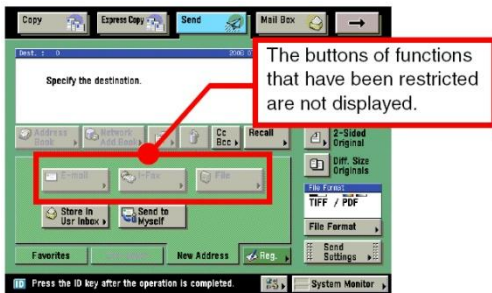 Copy
Express Copy
Send
Mail Box
Dest. : 0
Specify the destination.
The buttons of functions
that have been restricted
are not displayed.
Address
Book
Network
Add Book
Cc
Bcc
Recall
2-Sided
Original
Diff. Size
Originals
E-mail
I-Fax
File
File Format
TIFF / PDF
Store in
Usr Inbox
Send to
Myself
File Format
Favorites
New Address
Reg.
Send
Settings
ID Press the ID key after the operation is completed.
System Monitor